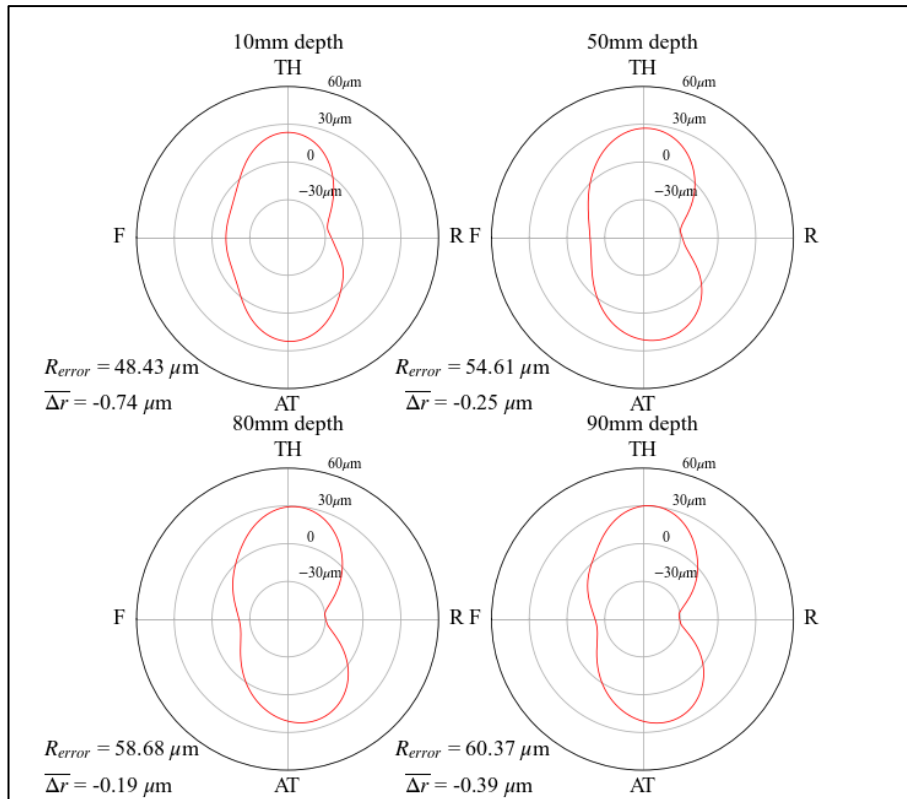 10mm depth
TH
60μm
30μm
0
−30μm
F
R
R_error = 48.43 μm
Δr̅ = -0.74 μm
AT
50mm depth
TH
60μm
30μm
0
−30μm
F
R
R_error = 54.61 μm
Δr̅ = -0.25 μm
AT
80mm depth
TH
60μm
30μm
0
−30μm
F
R
R_error = 58.68 μm
Δr̅ = -0.19 μm
AT
90mm depth
TH
60μm
30μm
0
−30μm
F
R
R_error = 60.37 μm
Δr̅ = -0.39 μm
AT